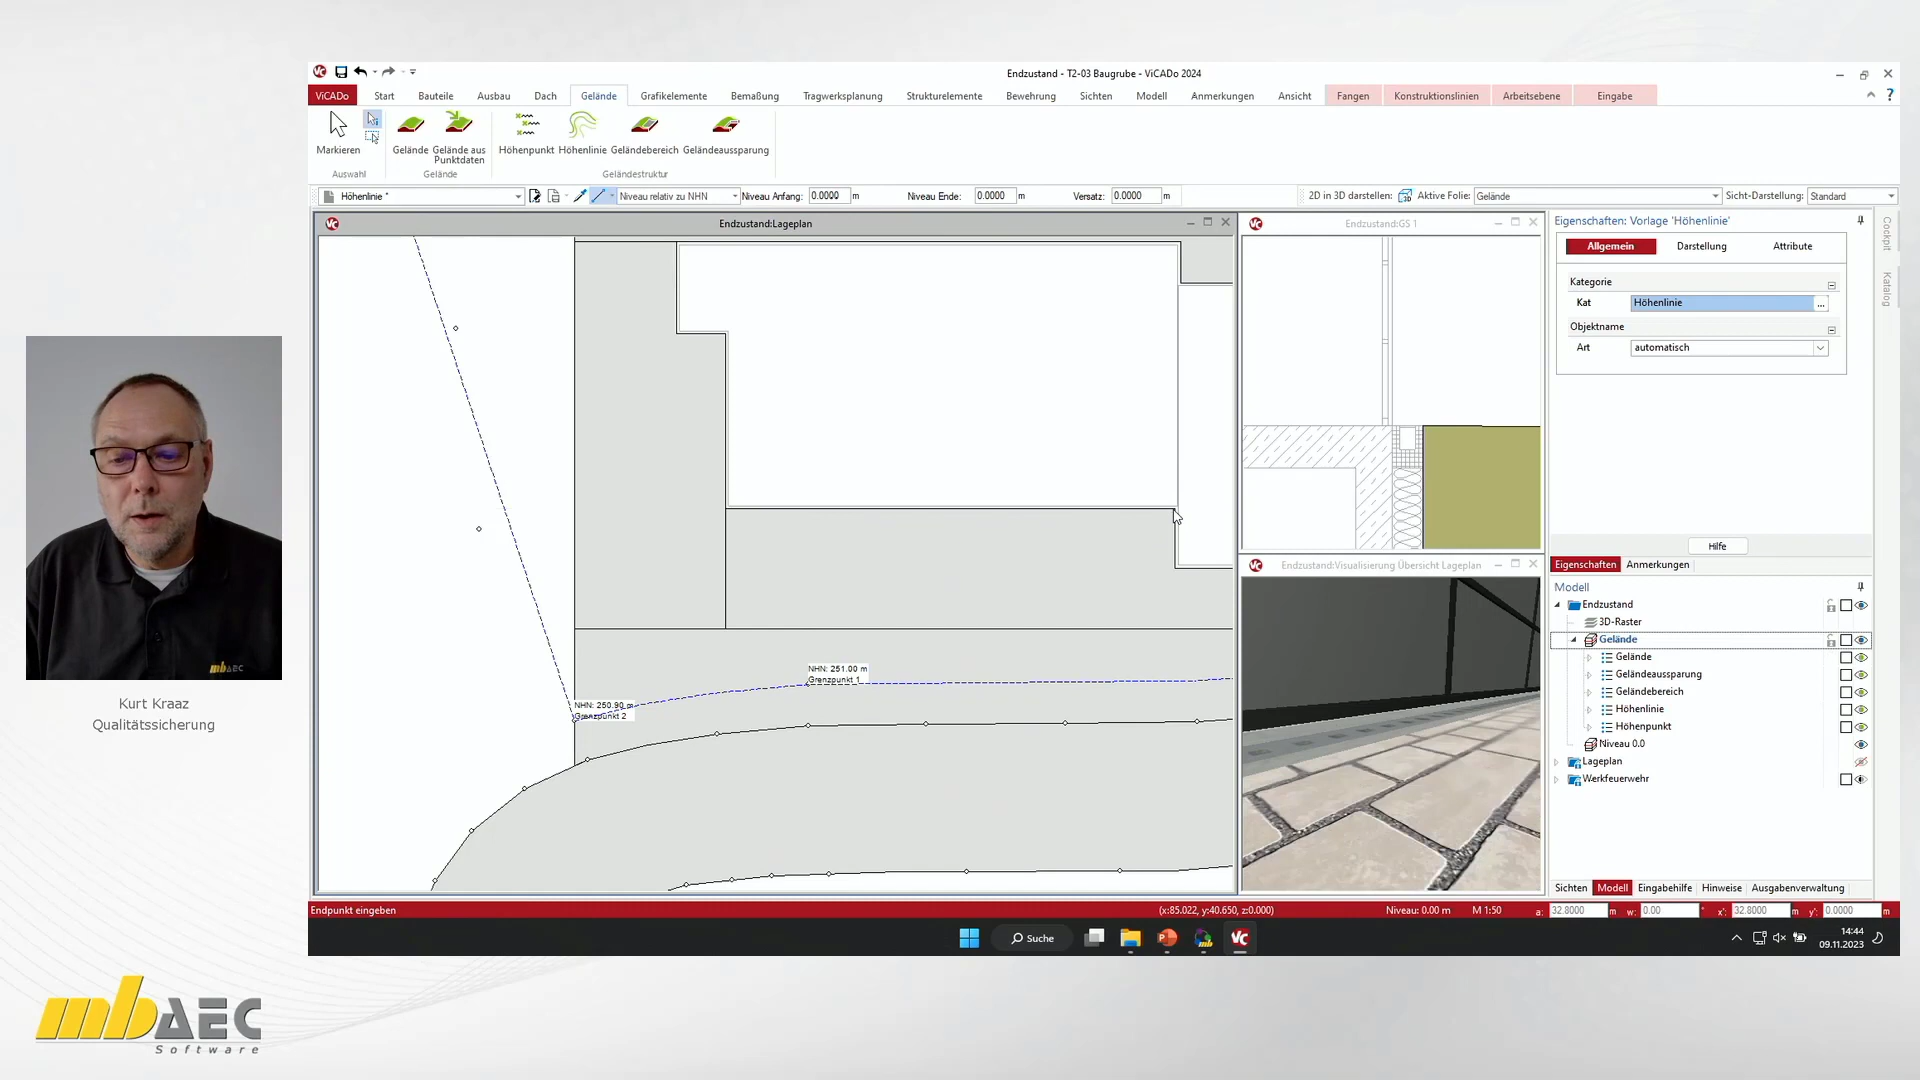 Endzustand - T2-03 Baugrube - ViCADo 2024
ViCADo Start Bauteile Ausbau Dach Gelände Grafikelemente Bemaßung Tragwerksplanung Strukturelemente Bewehrung Sichten Modell Anmerkungen Ansicht Fangen Konstruktionslinien Arbeitsebene Eingabe
Markieren Gelände Gelände aus Punktdaten Höhenpunkt Höhenlinie Geländebereich Geländeaussparung
Auswahl Gelände Geländestruktur
Höhenlinie * Niveau relativ zu NHN Niveau Anfang: 0.0000 m Niveau Ende: 0.0000 m Versatz: 0.0000 m 2D in 3D darstellen: Aktive Folie: Gelände Sicht-Darstellung: Standard
Endzustand:Lageplan
NHN: 251.00 m
Grenzpunkt 1
NHN: 250.90 m
Grenzpunkt 2
Endzustand:GS 1
Endzustand:Visualisierung Übersicht Lageplan
Eigenschaften: Vorlage 'Höhenlinie'
Allgemein Darstellung Attribute
Kategorie
Kat Höhenlinie ...
Objektname
Art automatisch
Hilfe
Eigenschaften Anmerkungen
Cockpit
Katalog
Modell
Endzustand
3D-Raster
Gelände
Gelände
Geländeaussparung
Geländebereich
Höhenlinie
Höhenpunkt
Niveau 0.0
Lageplan
Werkfeuerwehr
Sichten Modell Eingabehilfe Hinweise Ausgabenverwaltung
Endpunkt eingeben (x:85.022, y:40.650, z:0.000) Niveau: 0.00 m M 1:50 a: 32.8000 m w: 0.00 ° x': 32.8000 m y': 0.0000 m
Suche
14:44
09.11.2023
mbAEC
Kurt Kraaz
Qualitätssicherung
mbAEC
Software